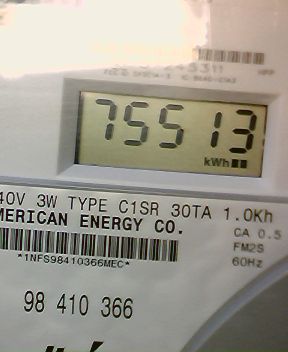 75513
kWh
40V 3W TYPE C1SR 30TA 1.0Kh
MERICAN ENERGY CO.
CA 0.5
FM2S
60Hz
*1NFS98410366MEC*
98 410 366